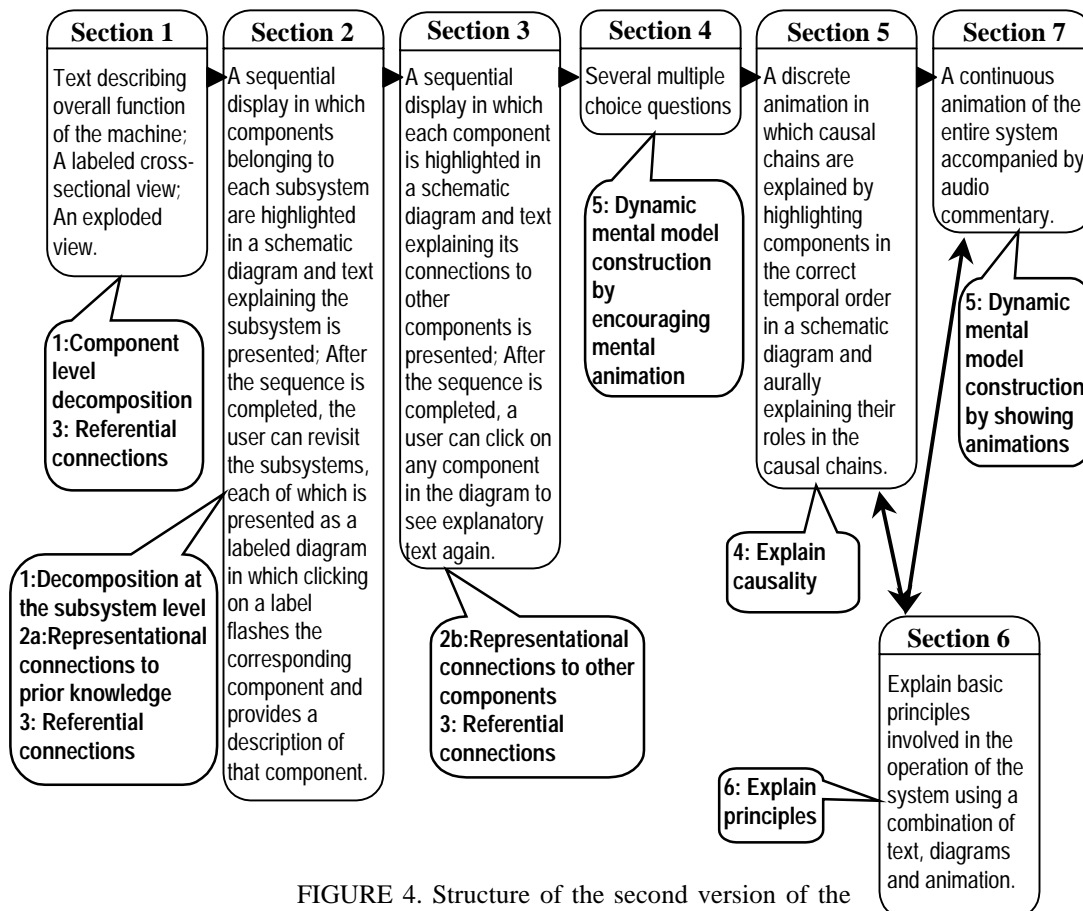 Section 1
Text describing
overall function
of the machine;
A labeled cross-
sectional view;
An exploded
view.
1:Component
level
decomposition
3: Referential
connections
Section 2
A sequential
display in which
components
belonging to
each subsystem
are highlighted
in a schematic
diagram and text
explaining the
subsystem is
presented; After
the sequence is
completed, the
user can revisit
the subsystems,
each of which is
presented as a
labeled diagram
in which clicking
on a label
flashes the
corresponding
component and
provides a
description of
that component.
1:Decomposition at
the subsystem level
2a:Representational
connections to
prior knowledge
3: Referential
connections
Section 3
A sequential
display in which
each component
is highlighted in
a schematic
diagram and text
explaining its
connections to
other
components is
presented; After
the sequence is
completed, a
user can click on
any component
in the diagram to
see explanatory
text again.
2b:Representational
connections to other
components
3: Referential
connections
Section 4
Several multiple
choice questions
5: Dynamic
mental model
construction
by
encouraging
mental
animation
Section 5
A discrete
animation in
which causal
chains are
explained by
highlighting
components in
the correct
temporal order
in a schematic
diagram and
aurally
explaining their
roles in the
causal chains.
4: Explain
causality
Section 7
A continuous
animation of the
entire system
accompanied by
audio
commentary.
5: Dynamic
mental
model
construction
by showing
animations
Section 6
Explain basic
principles
involved in the
operation of the
system using a
combination of
text, diagrams
and animation.
6: Explain
principles
FIGURE 4. Structure of the second version of the